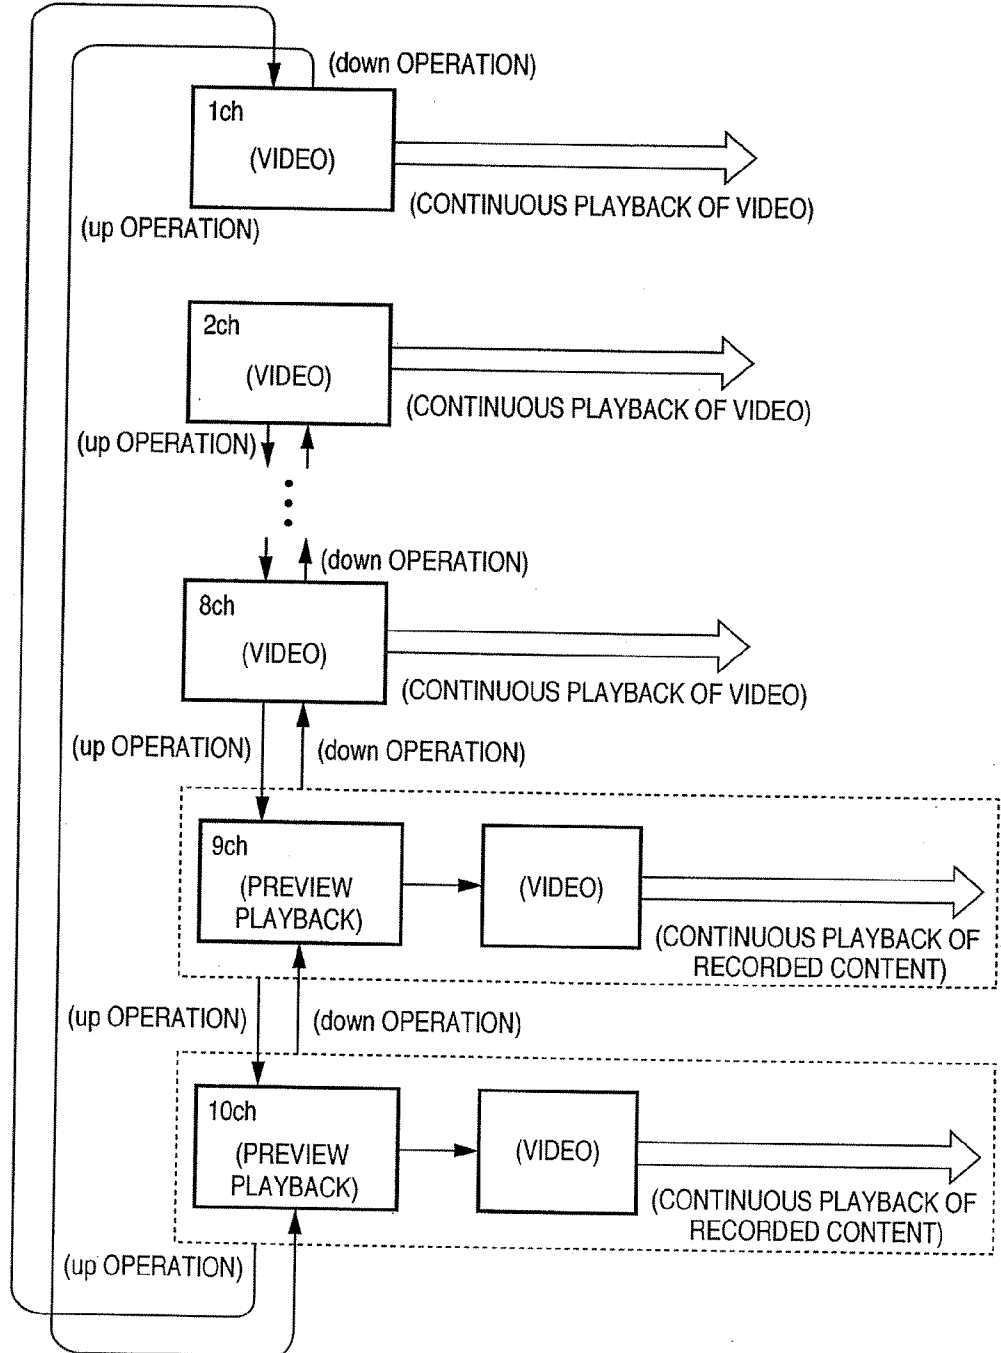 (down OPERATION)
1ch
(VIDEO)
(CONTINUOUS PLAYBACK OF VIDEO)
(up OPERATION)
2ch
(VIDEO)
(CONTINUOUS PLAYBACK OF VIDEO)
(up OPERATION)
(down OPERATION)
8ch
(VIDEO)
(CONTINUOUS PLAYBACK OF VIDEO)
(up OPERATION)
(down OPERATION)
9ch
(PREVIEW
PLAYBACK)
(VIDEO)
(CONTINUOUS PLAYBACK OF
RECORDED CONTENT)
(up OPERATION)
(down OPERATION)
10ch
(PREVIEW
PLAYBACK)
(VIDEO)
(CONTINUOUS PLAYBACK OF
RECORDED CONTENT)
(up OPERATION)